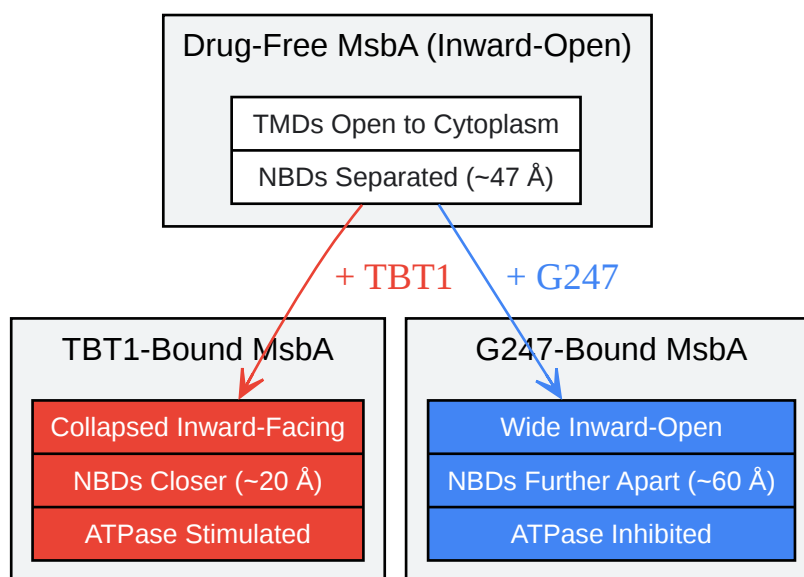 Drug-Free MsbA (Inward-Open)
TMDs Open to Cytoplasm
NBDs Separated (~47 Å)
+ TBT1
+ G247
TBT1-Bound MsbA
Collapsed Inward-Facing
NBDs Closer (~20 Å)
ATPase Stimulated
G247-Bound MsbA
Wide Inward-Open
NBDs Further Apart (~60 Å)
ATPase Inhibited